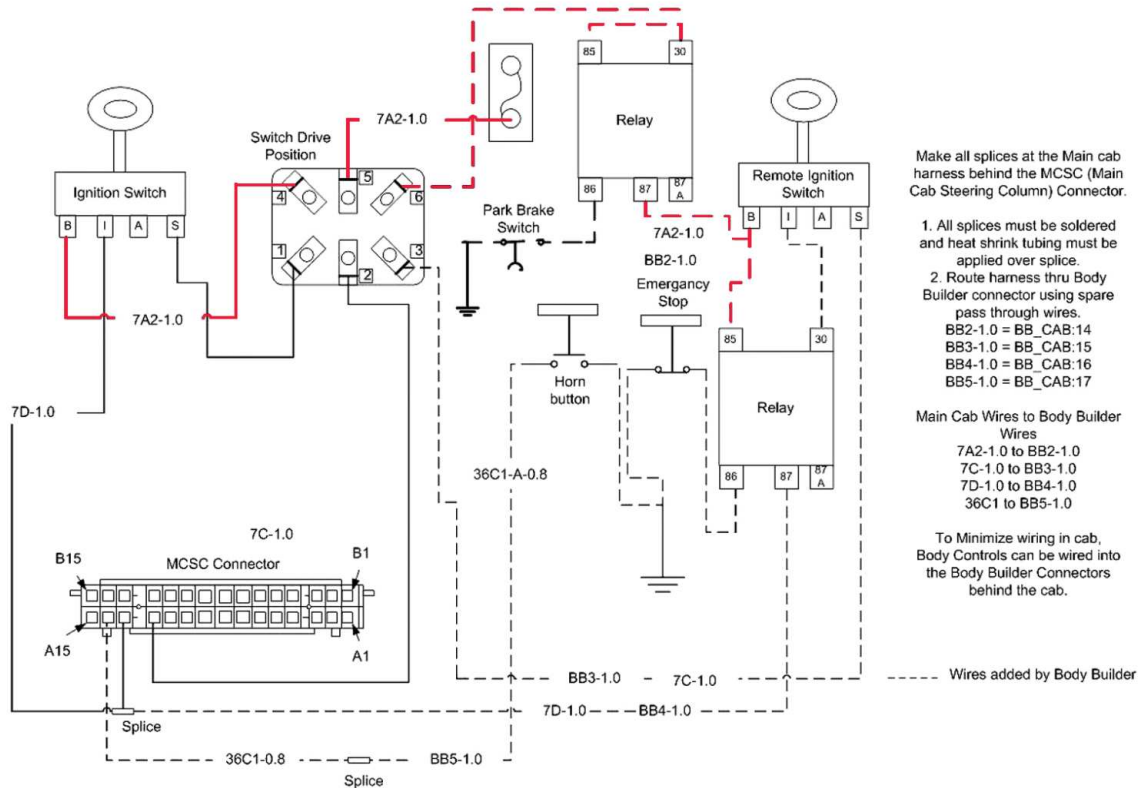 85
30
7A2-1.0
Relay
Switch Drive
Position
Ignition Switch
B
I
A
S
4
5
6
1
2
3
86
87
87
A
Park Brake
Switch
7A2-1.0
BB2-1.0
Emergancy
Stop
Remote Ignition
Switch
B
I
A
S
7A2-1.0
Horn
button
85
30
Relay
86
87
87
A
7D-1.0
36C1-A-0.8
7C-1.0
MCSC Connector
B15
B1
A15
A1
BB3-1.0
7C-1.0
7D-1.0
BB4-1.0
Splice
36C1-0.8
BB5-1.0
Splice
Make all splices at the Main cab
harness behind the MCSC (Main
Cab Steering Column) Connector.
1. All splices must be soldered
and heat shrink tubing must be
applied over splice.
2. Route harness thru Body
Builder connector using spare
pass through wires.
BB2-1.0 = BB_CAB:14
BB3-1.0 = BB_CAB:15
BB4-1.0 = BB_CAB:16
BB5-1.0 = BB_CAB:17
Main Cab Wires to Body Builder
Wires
7A2-1.0 to BB2-1.0
7C-1.0 to BB3-1.0
7D-1.0 to BB4-1.0
36C1 to BB5-1.0
To Minimize wiring in cab,
Body Controls can be wired into
the Body Builder Connectors
behind the cab.
Wires added by Body Builder